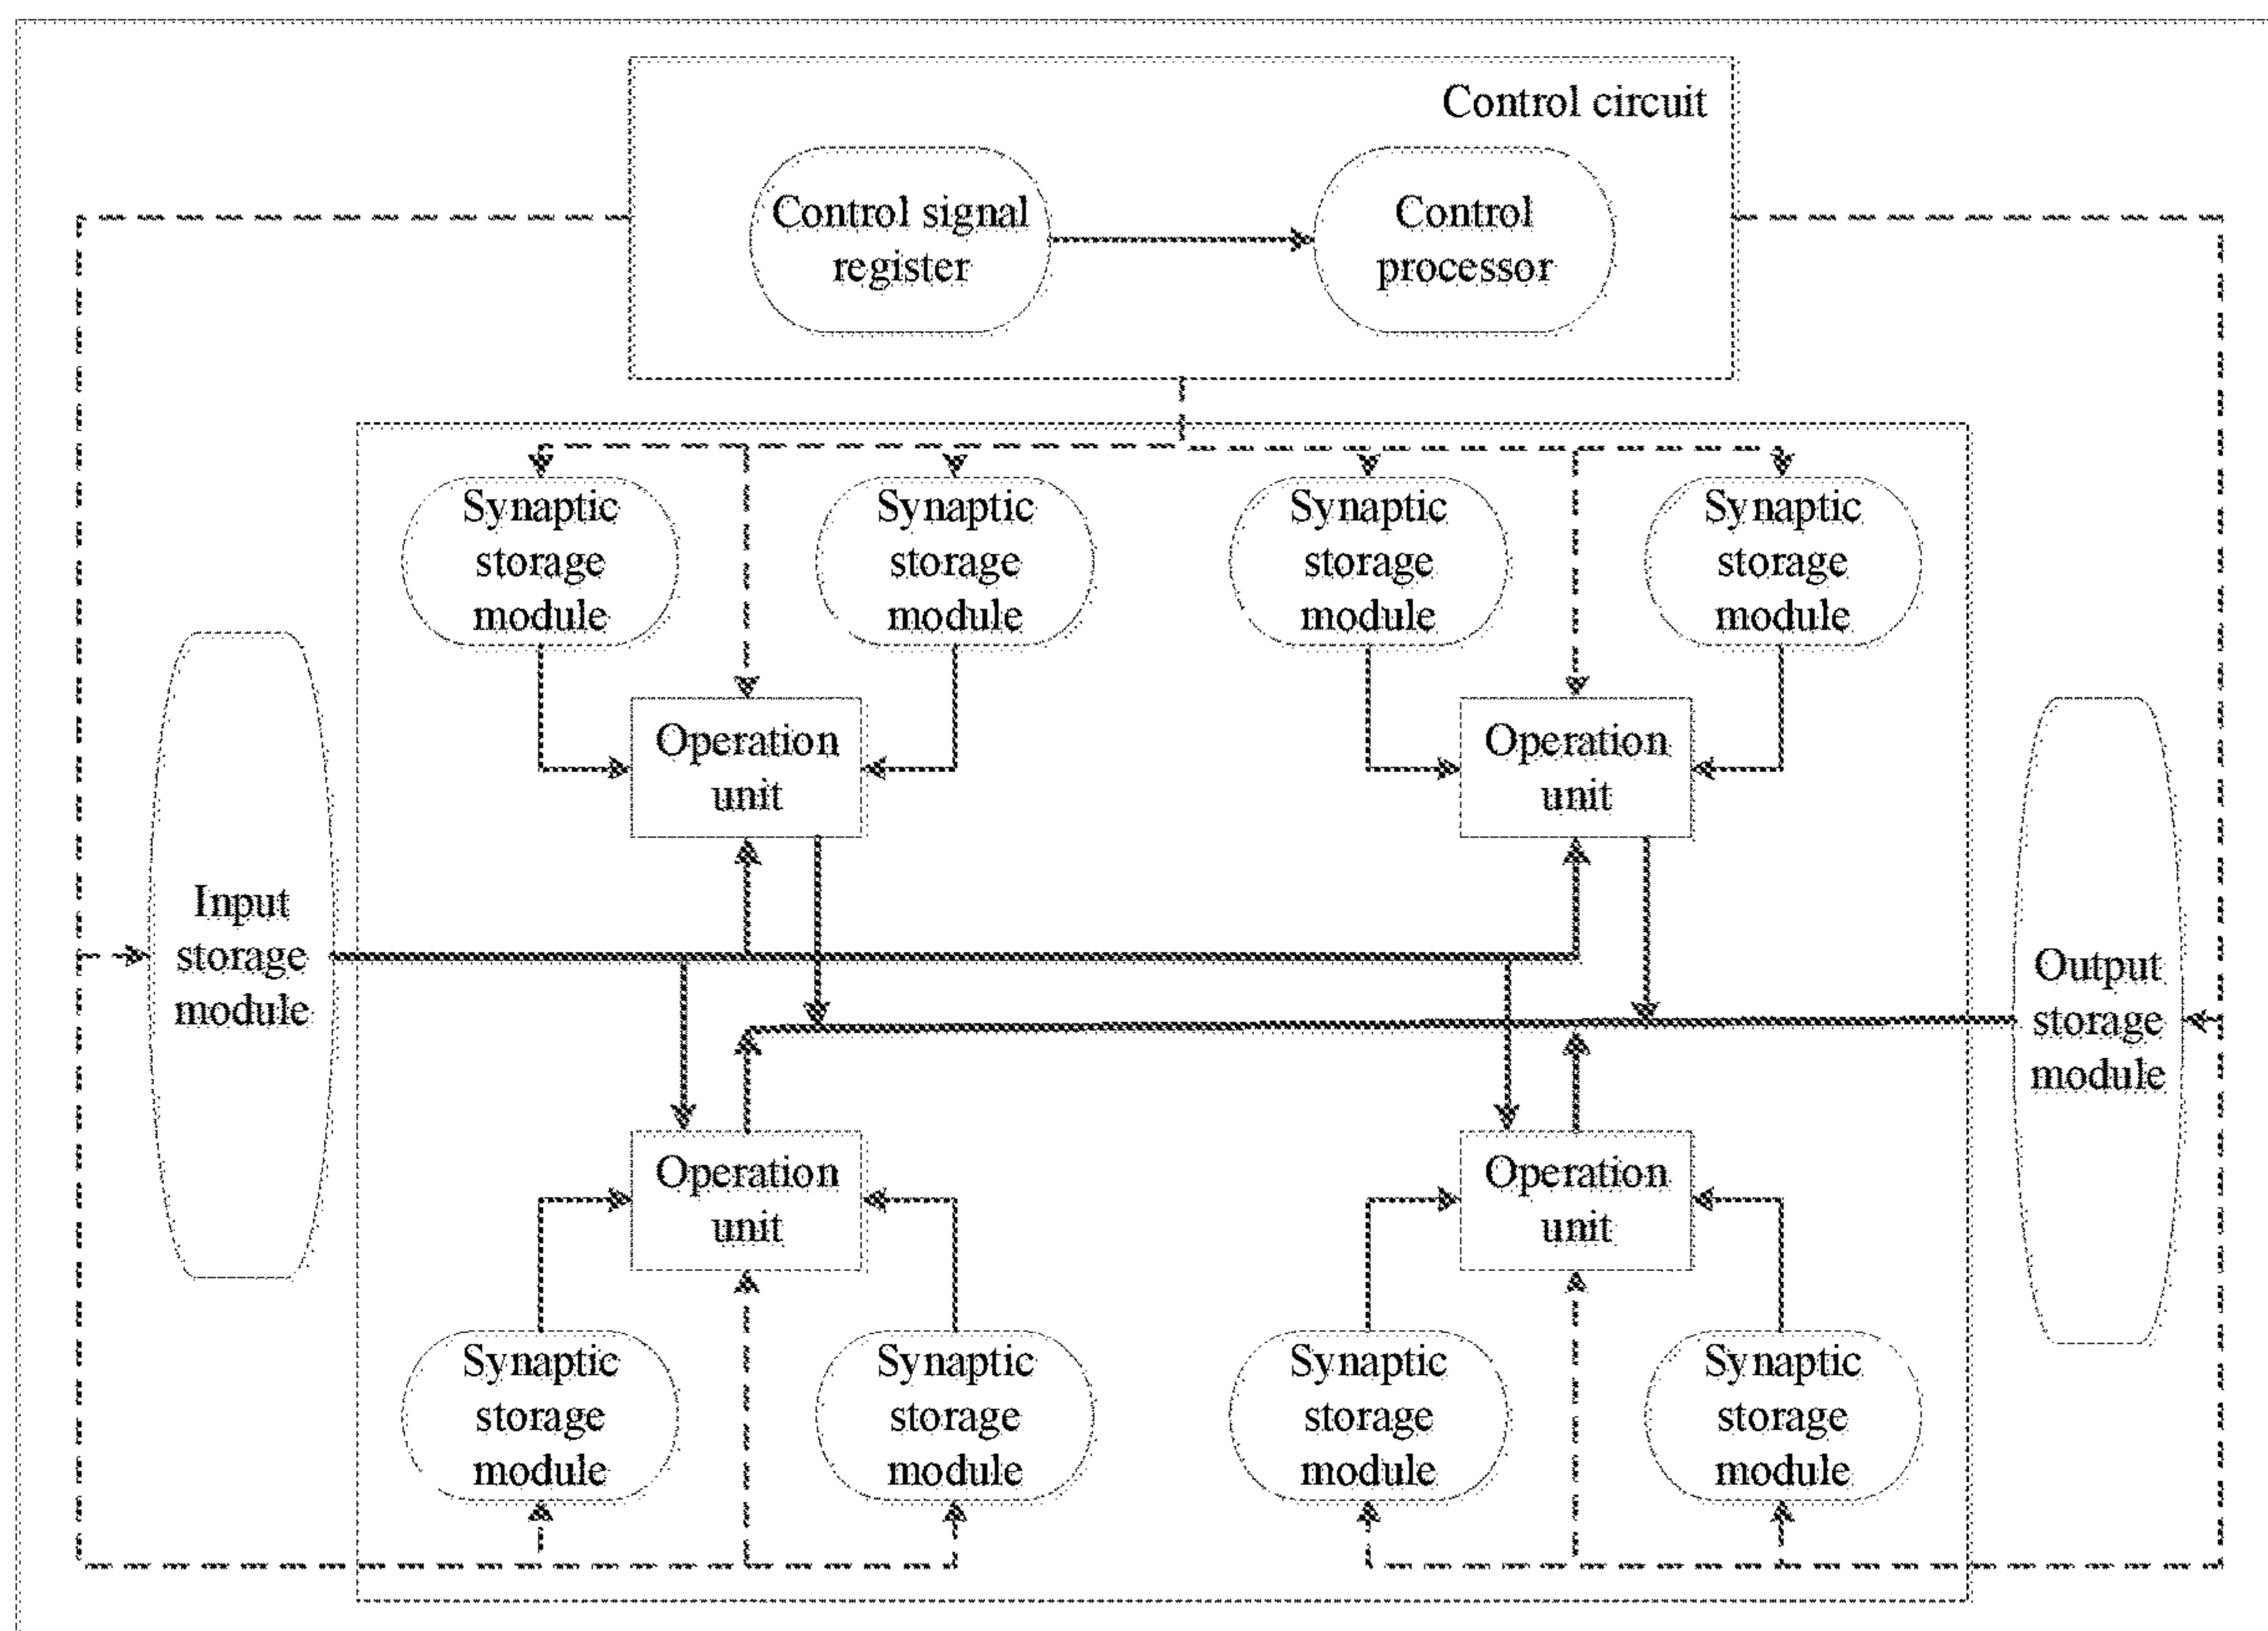 Control circuit
Control signal
register
Control
processor
Synaptic
storage
module
Synaptic
storage
module
Synaptic
storage
module
Synaptic
storage
module
Operation
unit
Operation
unit
Input
storage
module
Output
storage
module
Operation
unit
Operation
unit
Synaptic
storage
module
Synaptic
storage
module
Synaptic
storage
module
Synaptic
storage
module